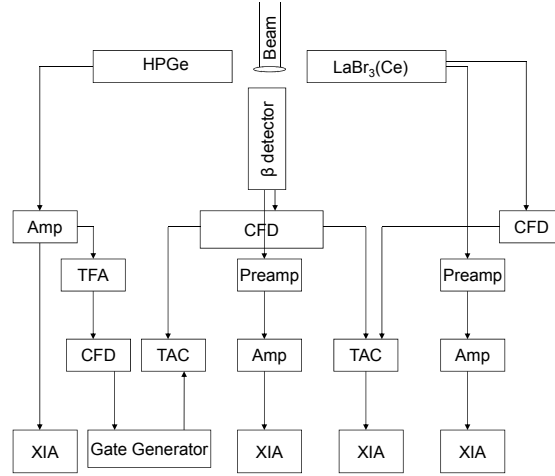 Beam
HPGe
LaBr₃(Ce)
β detector
Amp
CFD
CFD
TFA
Preamp
Preamp
CFD
TAC
Amp
TAC
Amp
XIA
Gate Generator
XIA
XIA
XIA